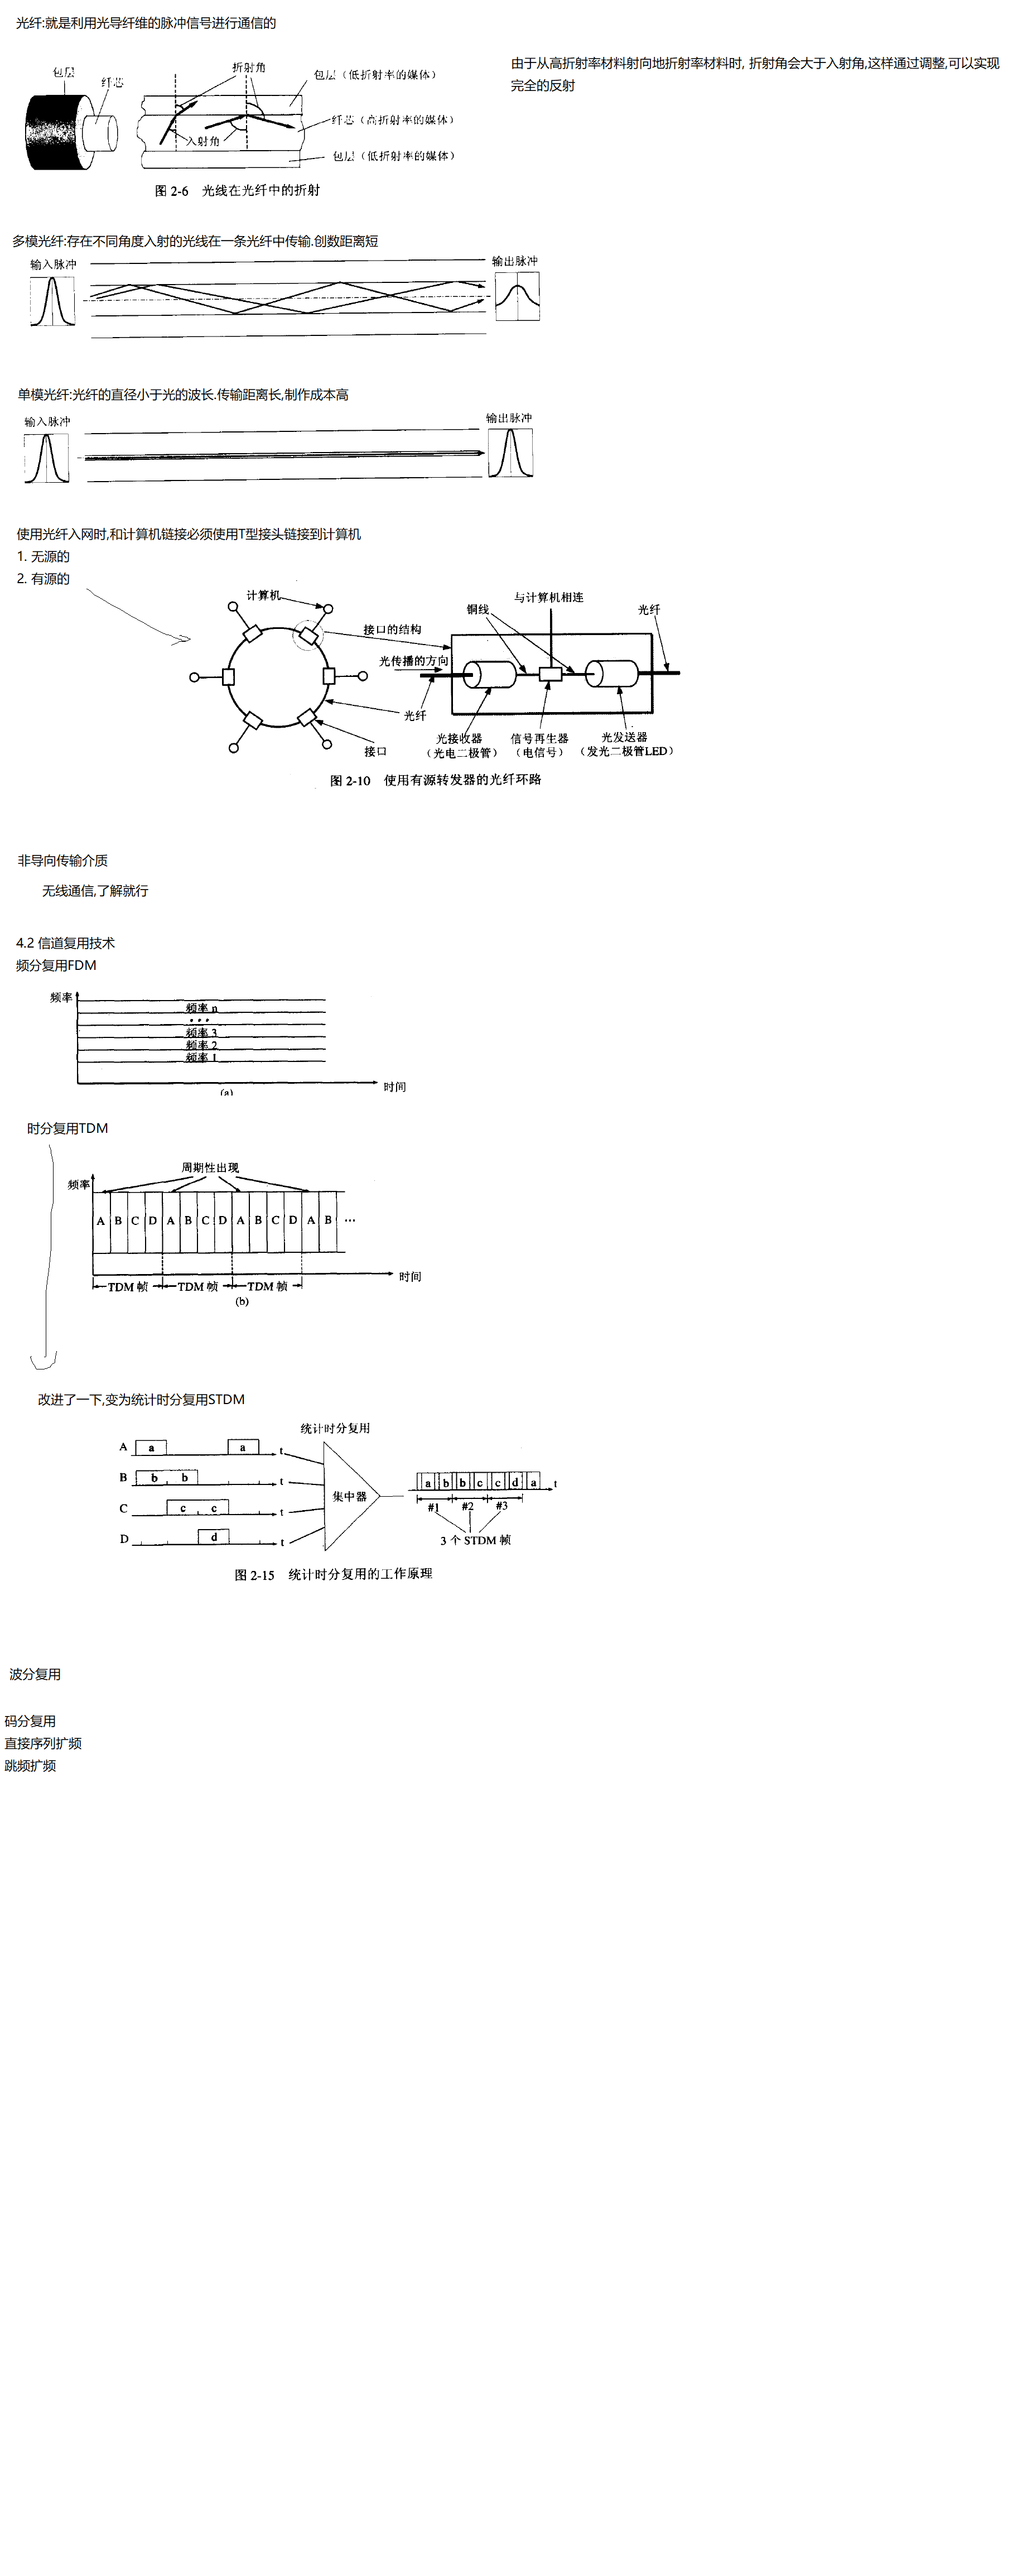 光纤:就是利用光导纤维的脉冲信号进行通信的
由于从高折射率材料射向地折射率材料时, 折射角会大于入射角,这样通过调整,可以实现
完全的反射
包层
纤芯
折射角
包层（低折射率的媒体）
纤芯（高折射率的媒体）
入射角
包层（低折射率的媒体）
图 2-6 光线在光纤中的折射
多模光纤:存在不同角度入射的光线在一条光纤中传输.创数距离短
输入脉冲
输出脉冲
单模光纤:光纤的直径小于光的波长.传输距离长,制作成本高
输入脉冲
输出脉冲
使用光纤入网时,和计算机链接必须使用T型接头链接到计算机
1. 无源的
2. 有源的
计算机
接口的结构
光传播的方向
光纤
接口
铜线
与计算机相连
光纤
光接收器
（光电二极管）
信号再生器
（电信号）
光发送器
（发光二极管LED）
图 2-10 使用有源转发器的光纤环路
非导向传输介质
无线通信,了解就行
4.2 信道复用技术
频分复用FDM
频率
频率 n
• • •
频率 3
频率 2
频率 1
时间
(a)
时分复用TDM
周期性出现
频率
A B C D A B C D A B C D A B ···
时间
TDM 帧 TDM 帧 TDM 帧
(b)
改进了一下,变为统计时分复用STDM
统计时分复用
A a a t
B b b t
C c c t
D d t
集中器
a b b c c d a t
#1 #2 #3
3 个 STDM 帧
图 2-15 统计时分复用的工作原理
波分复用
码分复用
直接序列扩频
跳频扩频